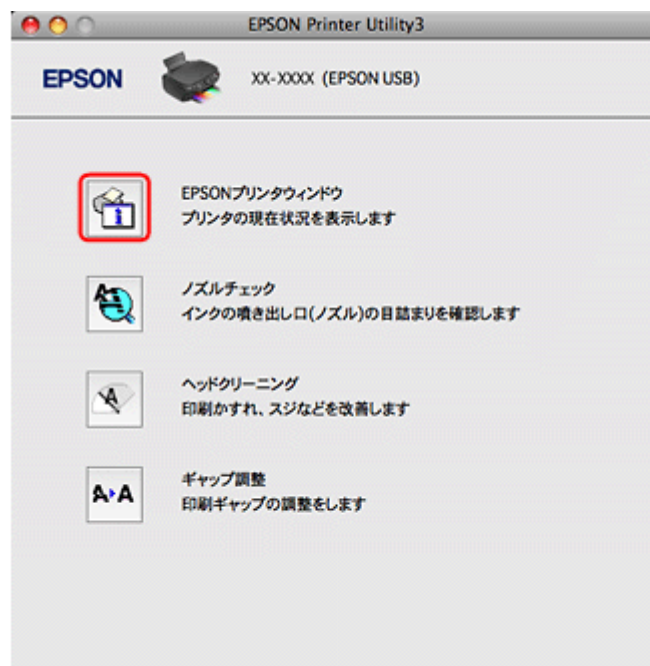 EPSON Printer Utility3
EPSON XX-XXXX (EPSON USB)
EPSONプリンタウィンドウ
プリンタの現在状況を表示します
ノズルチェック
インクの噴き出し口(ノズル)の目詰まりを確認します
ヘッドクリーニング
印刷かすれ、スジなどを改善します
A▸A ギャップ調整
印刷ギャップの調整をします